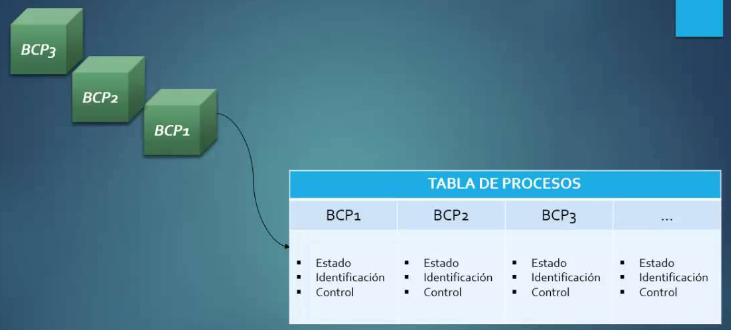 BCP3
BCP2
BCP1
TABLA DE PROCESOS
BCP1 BCP2 BCP3 ...
▪ Estado ▪ Estado ▪ Estado ▪ Estado
▪ Identificación ▪ Identificación ▪ Identificación ▪ Identificación
▪ Control ▪ Control ▪ Control ▪ Control